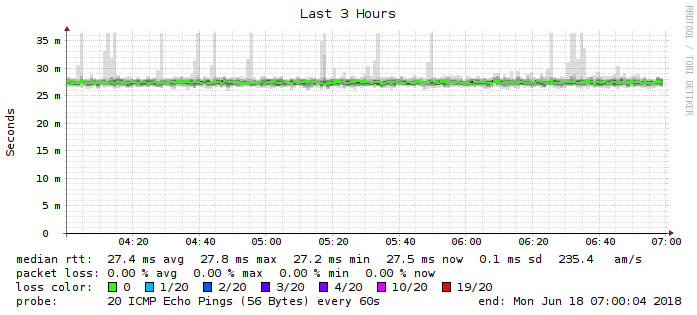 Last 3 Hours
RRDTOOL / TOBI OETIKER
Seconds
35 m
30 m
25 m
20 m
15 m
10 m
5 m
0
04:20 04:40 05:00 05:20 05:40 06:00 06:20 06:40 07:00
median rtt: 27.4 ms avg 27.8 ms max 27.2 ms min 27.5 ms now 0.1 ms sd 235.4 am/s
packet loss: 0.00 % avg 0.00 % max 0.00 % min 0.00 % now
loss color: 0 1/20 2/20 3/20 4/20 10/20 19/20
probe: 20 ICMP Echo Pings (56 Bytes) every 60s end: Mon Jun 18 07:00:04 2018